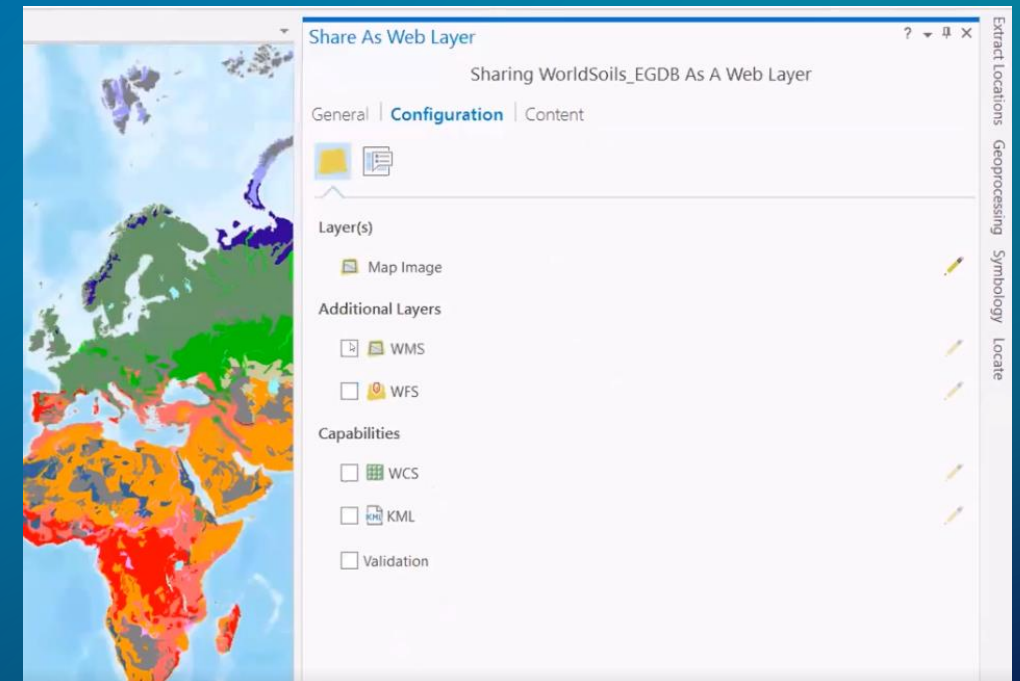 Share As Web Layer
?
Sharing WorldSoils_EGDB As A Web Layer
General | Configuration | Content
Layer(s)
Map Image
Additional Layers
WMS
WFS
Capabilities
WCS
KML KML
Validation
Extract Locations
Geoprocessing
Symbology
Locate